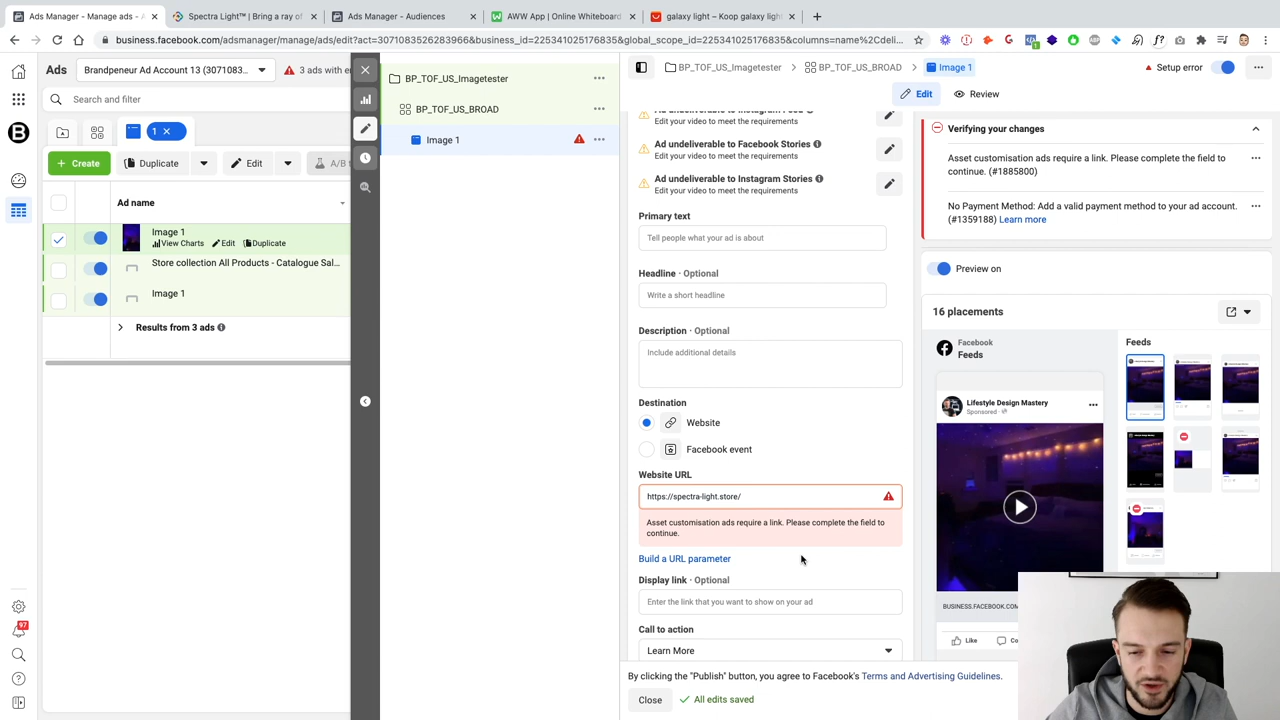 Ads Manager - Manage ads - A
Spectra Light™ | Bring a ray of
Ads Manager - Audiences
AWW App | Online Whiteboard
galaxy light – Koop galaxy light
business.facebook.com/adsmanager/manage/ads/edit?act=3071083526283966&business_id=225341025176835&global_scope_id=225341025176835&columns=name%2Cdeli...
Ads
Brandpeneur Ad Account 13 (3071083...
3 ads with er
Search and filter
1
Create
Duplicate
Edit
A/B t
Ad name
Image 1
View Charts
Edit
Duplicate
Store collection All Products - Catalogue Sal...
Image 1
Results from 3 ads
97
BP_TOF_US_Imagetester
BP_TOF_US_BROAD
Image 1
BP_TOF_US_Imagetester
BP_TOF_US_BROAD
Image 1
Setup error
Edit
Review
Ad undeliverable to Instagram Feed
Edit your video to meet the requirements
Ad undeliverable to Facebook Stories
Edit your video to meet the requirements
Ad undeliverable to Instagram Stories
Edit your video to meet the requirements
Primary text
Tell people what your ad is about
Headline · Optional
Write a short headline
Description · Optional
Include additional details
Destination
Website
Facebook event
Website URL
https://spectra-light.store/
Asset customisation ads require a link. Please complete the field to
continue.
Build a URL parameter
Display link · Optional
Enter the link that you want to show on your ad
Call to action
Learn More
By clicking the "Publish" button, you agree to Facebook's Terms and Advertising Guidelines.
Close
All edits saved
Verifying your changes
Asset customisation ads require a link. Please complete the field to
continue. (#1885800)
No Payment Method: Add a valid payment method to your ad account.
(#1359188) Learn more
Preview on
16 placements
Facebook
Feeds
Feeds
Lifestyle Design Mastery
Sponsored ·
BUSINESS.FACEBOOK.COM
Like
Co